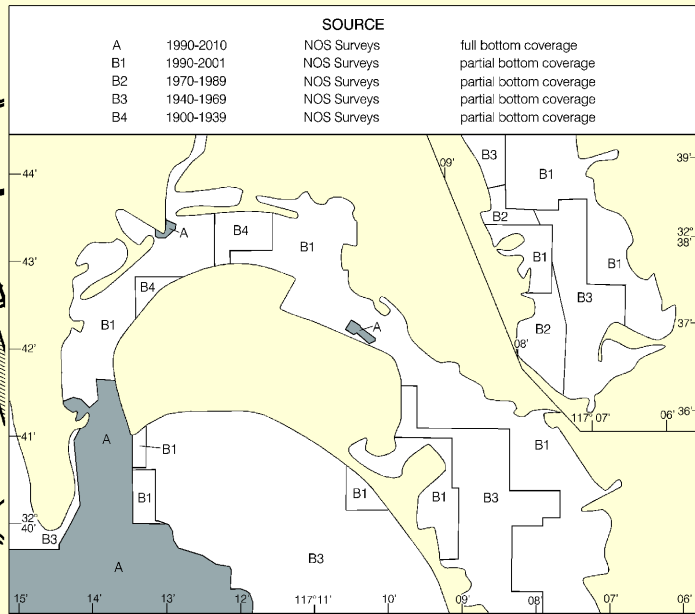 SOURCE
A 1990-2010 NOS Surveys full bottom coverage
B1 1990-2001 NOS Surveys partial bottom coverage
B2 1970-1989 NOS Surveys partial bottom coverage
B3 1940-1969 NOS Surveys partial bottom coverage
B4 1900-1939 NOS Surveys partial bottom coverage
09' B3 39'
44' B1
B2
A B4 32°
38'
43' B1 B1 B1
B4 B3
B1 A B2 37'
42' 08'
117° 07' 06' 36'
41' A B1 B1
B1 B1 B1 B3
32°
40'
B3 B3
A
15' 14' 13' 12' 117°11' 10' 09' 08' 07' 06'